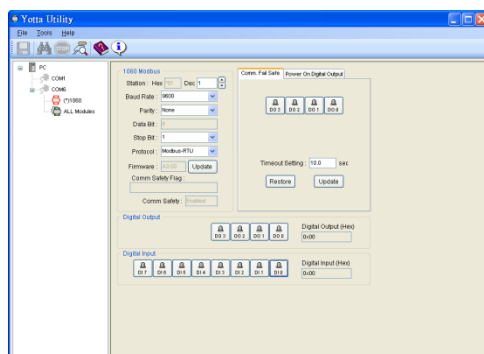 Yotta Utility
File Tools Help
STOP
PC
COM1
COM6
(*)1060
ALL Modules
1060 Modbus
Station : Hex *01 Dec 1
Baud Rate : 9600
Parity : None
Data Bit : 8
Stop Bit : 1
Protocol : Modbus-RTU
Firmware : A3.00 Update
Comm Safety Flag :
Comm Safety : Enabled
Comm. Fail Safe Power On Digital Output
DO 3 DO 2 DO 1 DO 0
Timeout Setting : 10.0 sec
Restore Update
Digital Output
DO 3 DO 2 DO 1 DO 0
Digital Output (Hex)
0x00
Digital Input
DI 7 DI 6 DI 5 DI 4 DI 3 DI 2 DI 1 DI 0
Digital Input (Hex)
0x00